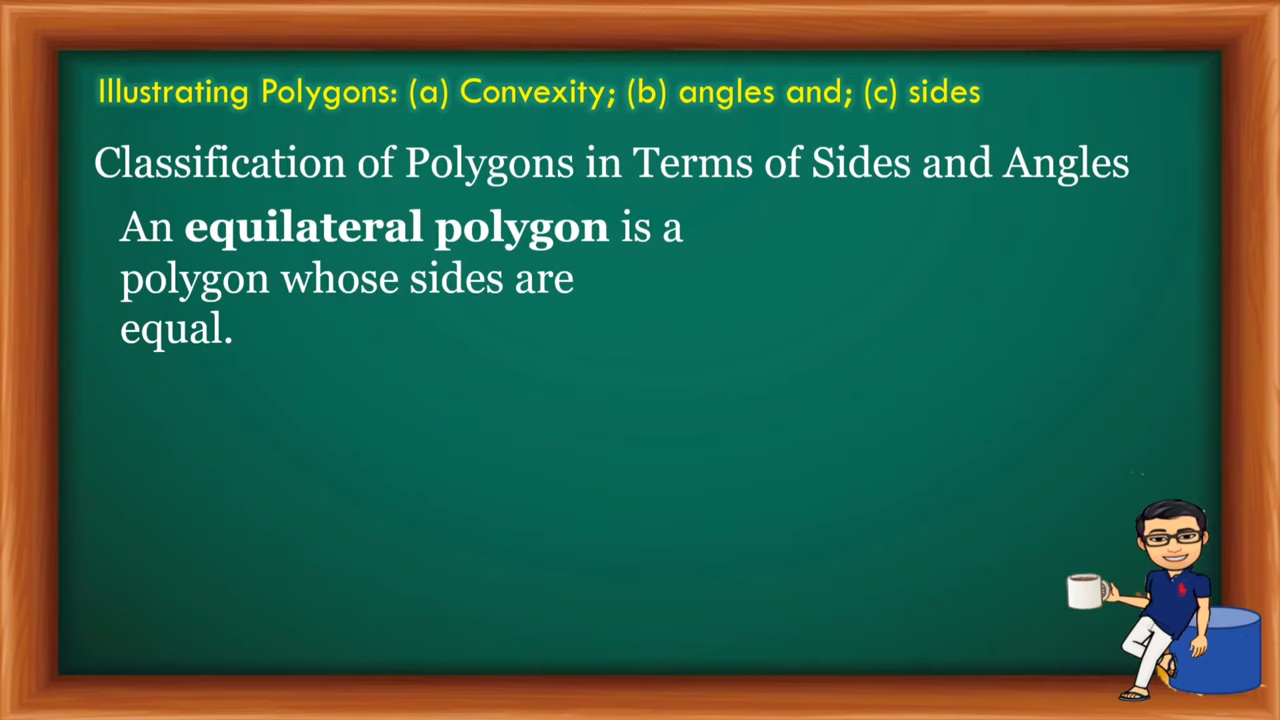 Illustrating Polygons: (a) Convexity; (b) angles and; (c) sides
Classification of Polygons in Terms of Sides and Angles
An equilateral polygon is a
polygon whose sides are
equal.